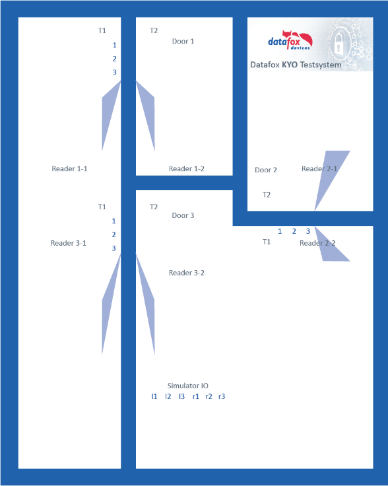 T1
1
2
3
T2
Door 1
datafox
devices
Datafox KYO Testsystem
Reader 1-1
Reader 1-2
Door 2
Reader 2-1
T2
T1
1
2
3
Reader 3-1
T2
Door 3
Reader 3-2
1 2 3
T1
Reader 2-2
Simulator IO
I1 I2 I3 r1 r2 r3